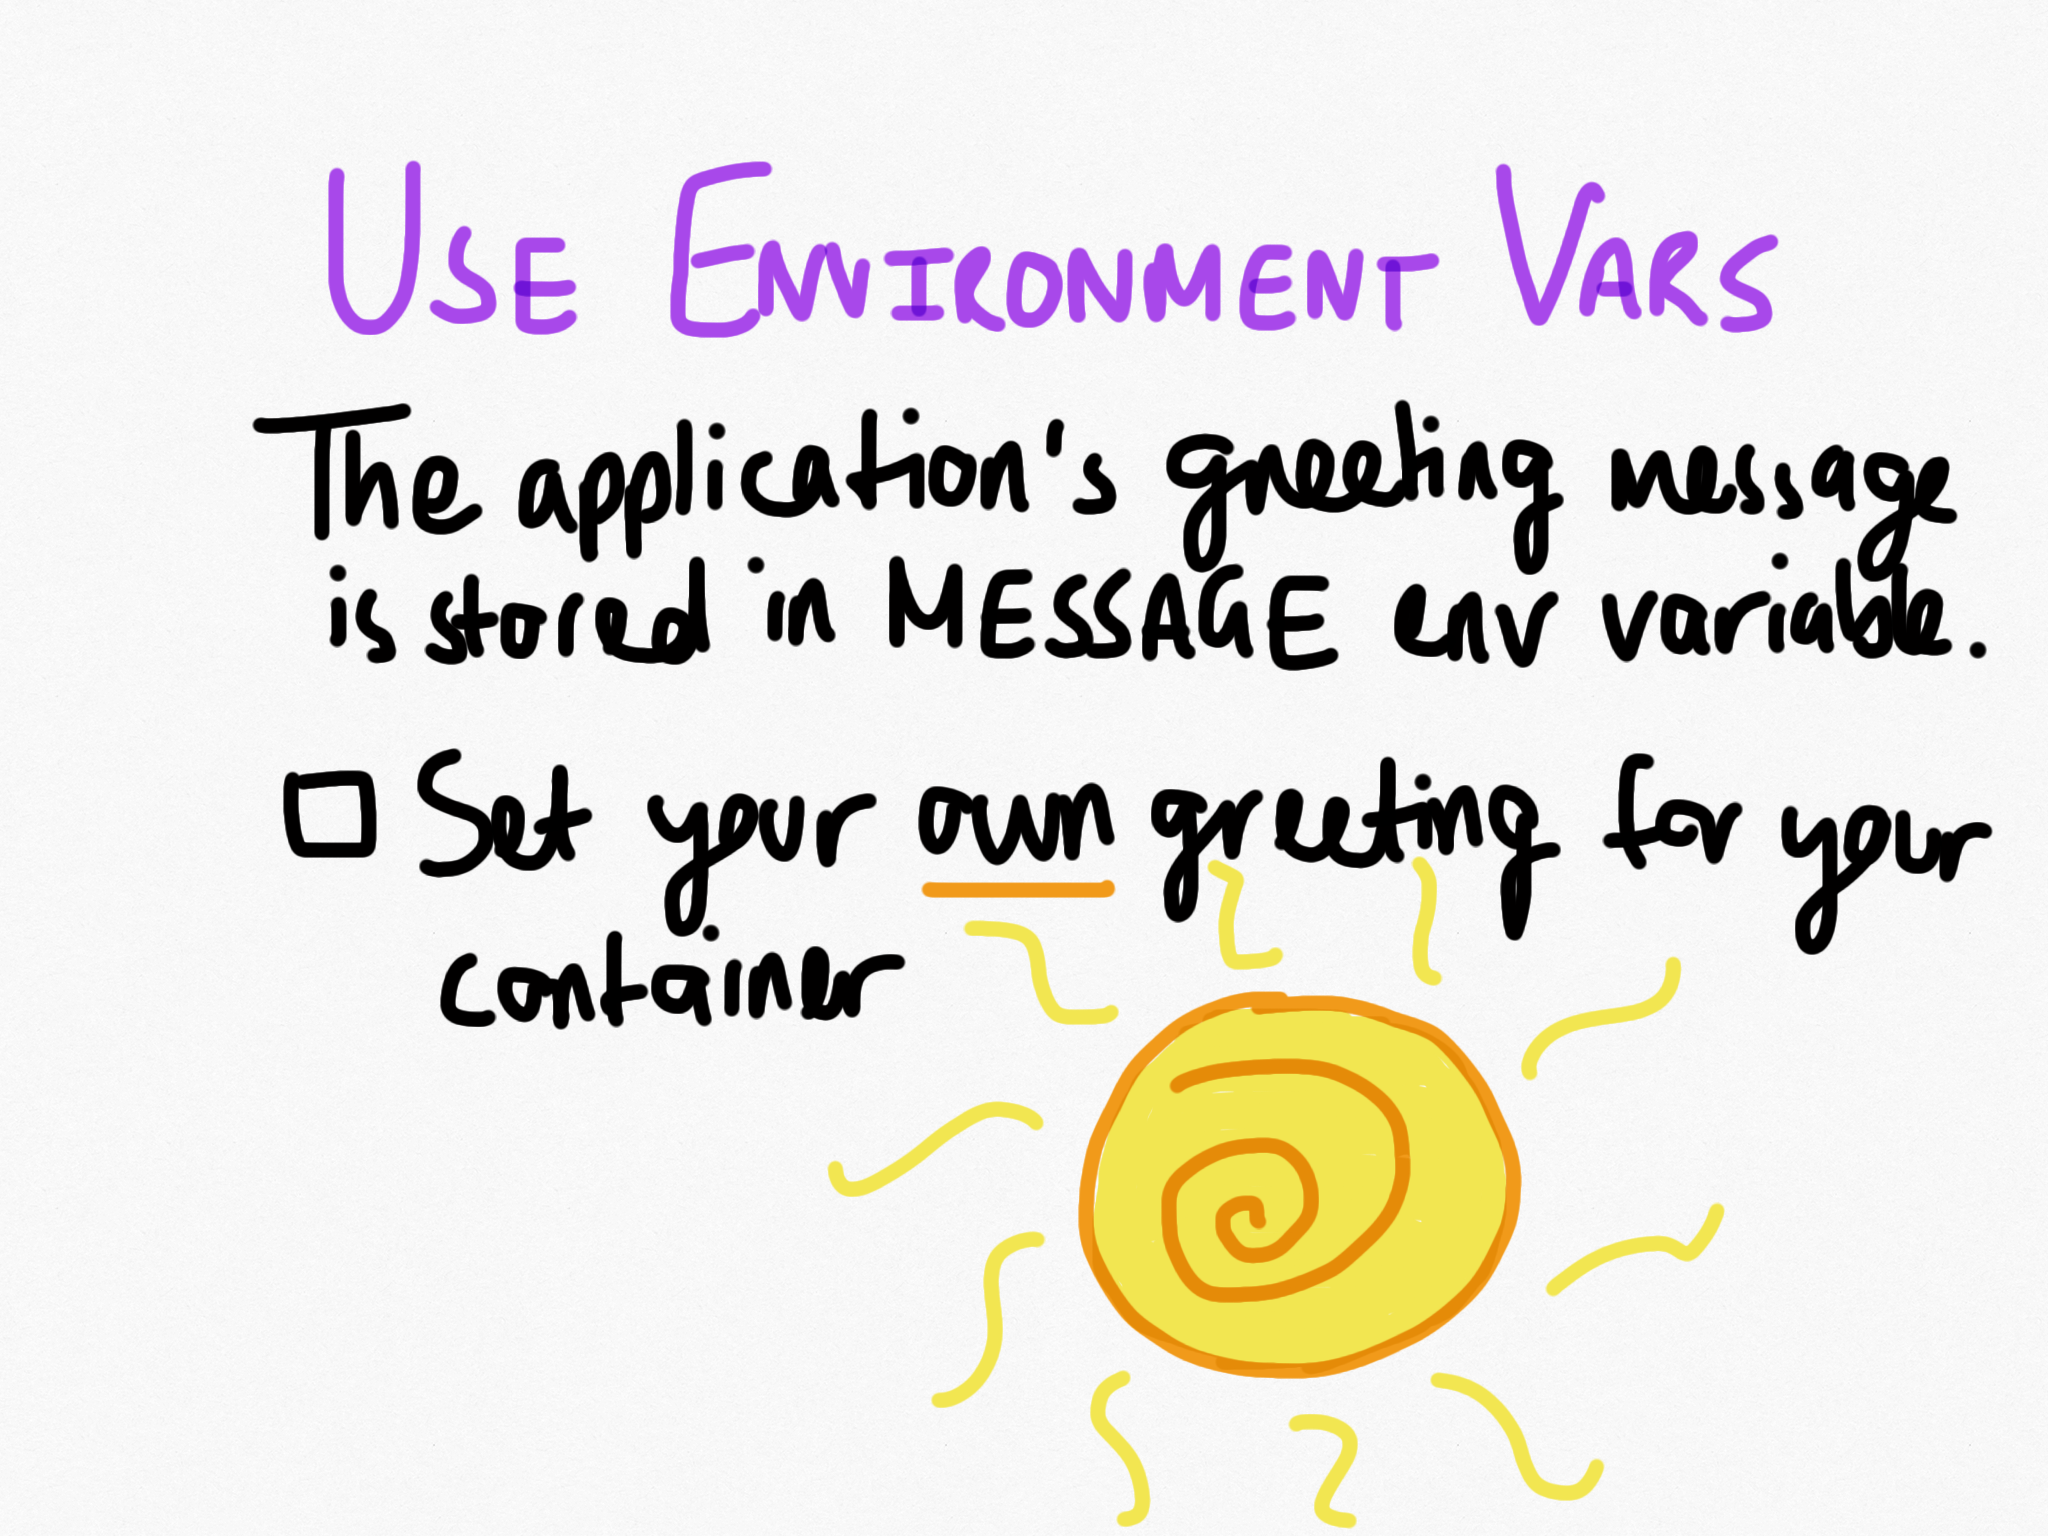 USE ENVIRONMENT VARS
The application's greeting message
is stored in MESSAGE env variable.
Set your own greeting for your
container